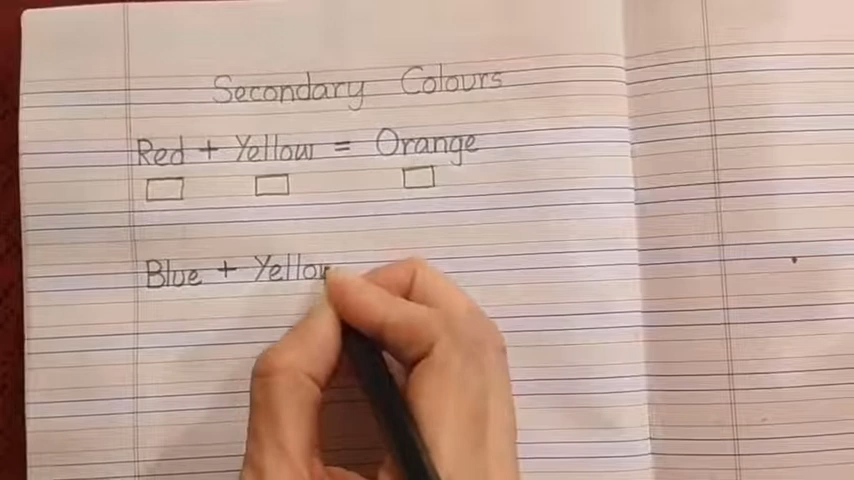 Secondary Colours
Red + Yellow = Orange
Blue + Yellow